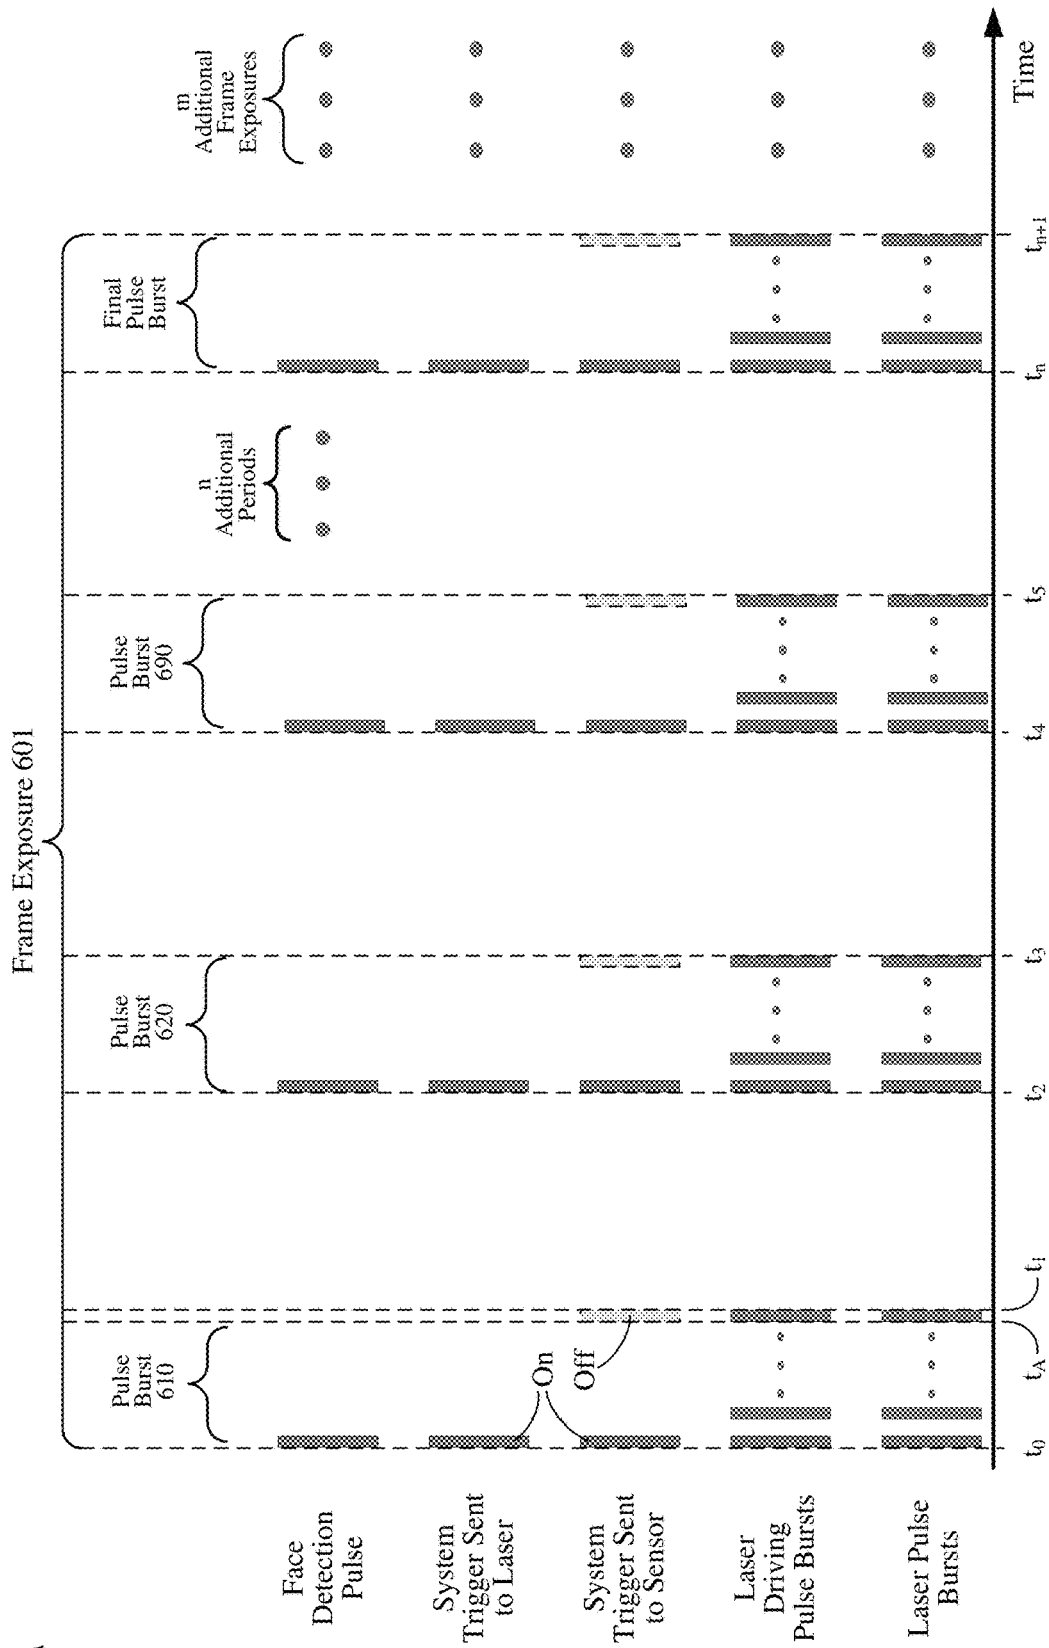 Frame Exposure 601
Pulse
Burst
610
Pulse
Burst
620
Pulse
Burst
690
n
Additional
Periods
Final
Pulse
Burst
m
Additional
Frame
Exposures
Face
Detection
Pulse
System
Trigger Sent
to Laser
On
Off
System
Trigger Sent
to Sensor
Laser
Driving
Pulse Bursts
Laser Pulse
Bursts
t0 tA t1 t2 t3 t4 t5 tn tn+1
Time